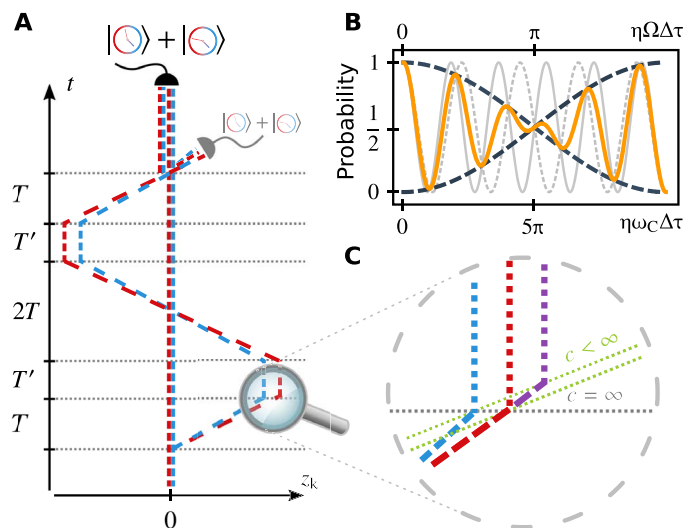 A
|⟩ + |⟩
t
|⟩ + |⟩
T
T′
2T
T′
T
z_k
0
B
0 π ηΩΔτ
Probability
1
1/2
0
0 5π ηω_CΔτ
C
c < ∞
c = ∞